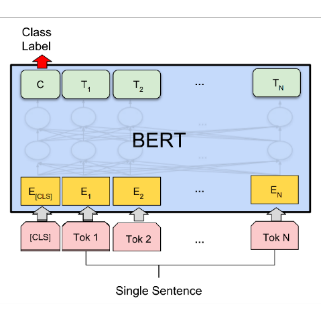 Class
Label
C T1 T2 ... TN
BERT
E[CLS] E1 E2 ... EN
[CLS] Tok 1 Tok 2 ... Tok N
Single Sentence